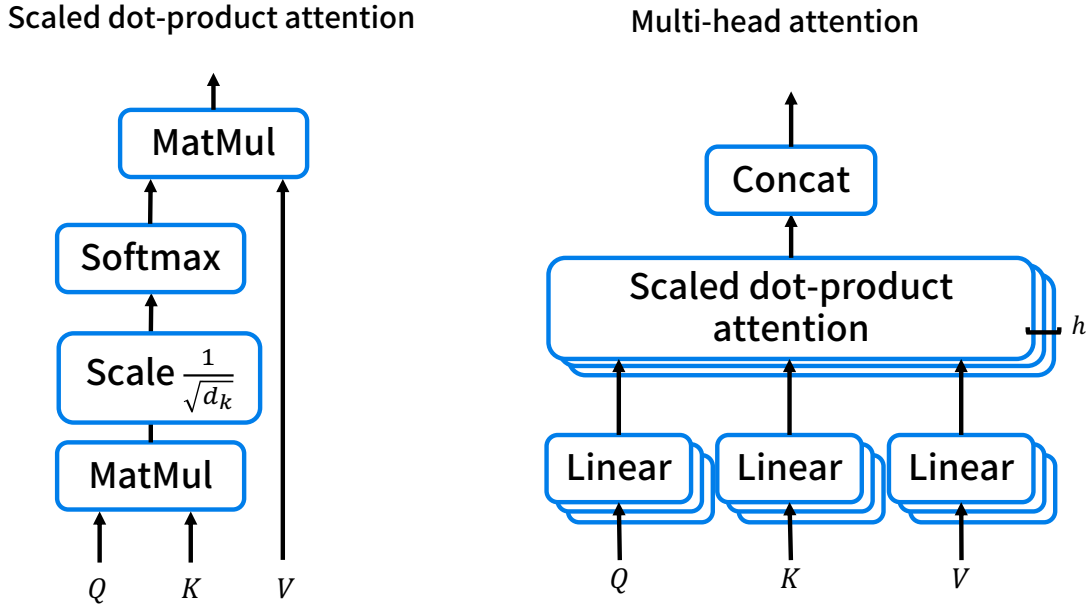 Scaled dot-product attention
MatMul
Softmax
Scale 1/√d_k
MatMul
Q K V
Multi-head attention
Concat
Scaled dot-product
attention
h
Linear Linear Linear
Q K V